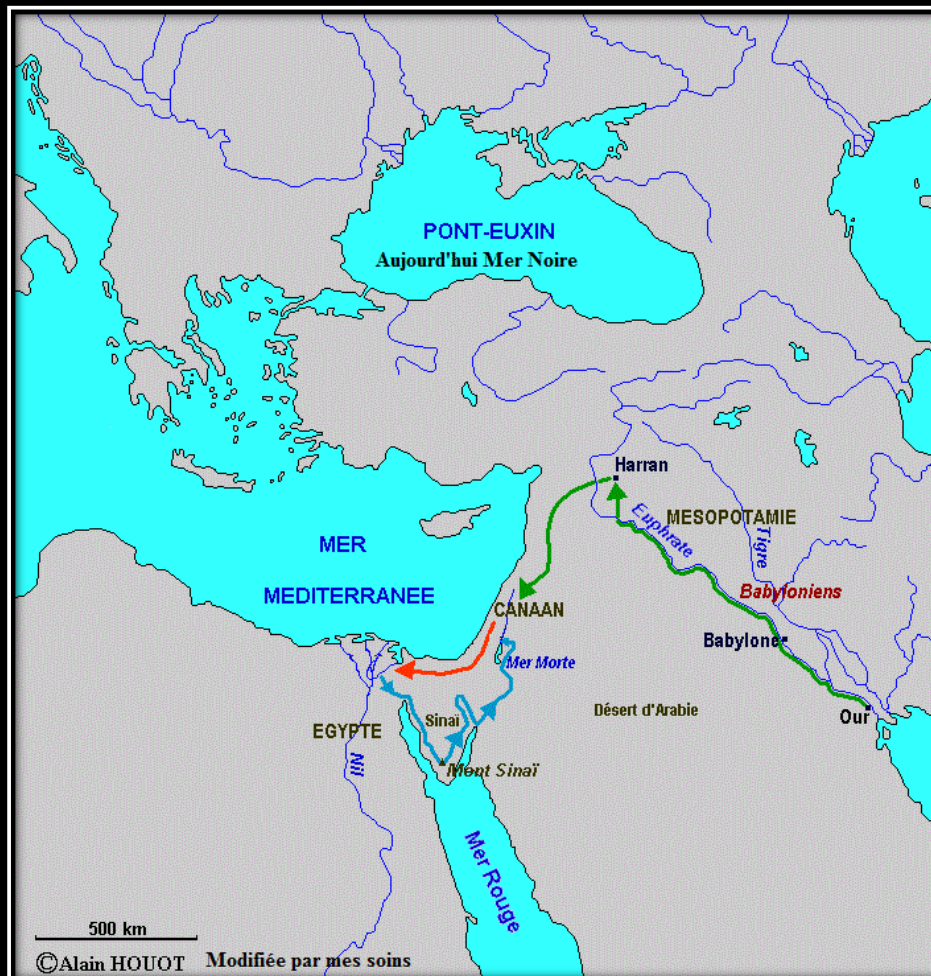 PONT-EUXIN
Aujourd'hui Mer Noire
Harran
MESOPOTAMIE
Euphrate
Tigre
MER
MEDITERRANEE
Babyloniens
CANAAN
Babylone
Mer Morte
Désert d'Arabie
Our
Sinaï
EGYPTE
Nil
Mont Sinaï
Mer Rouge
500 km
©Alain HOUOT Modifiée par mes soins